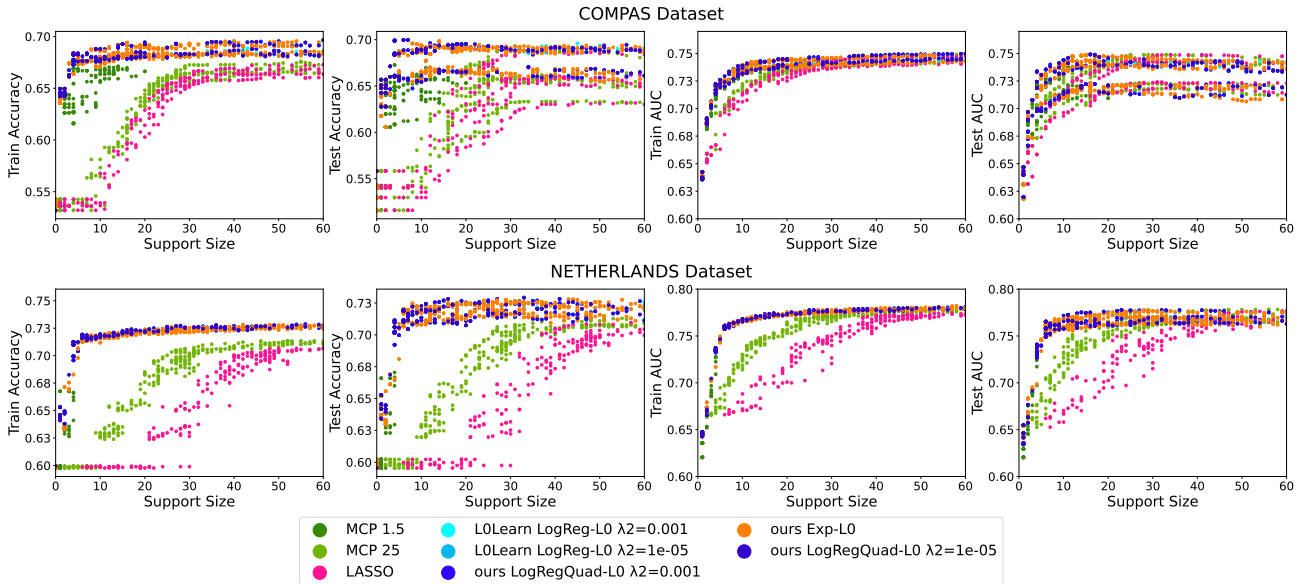 COMPAS Dataset
Train Accuracy
0.70
0.65
0.60
0.55
0 10 20 30 40 50 60
Support Size
Test Accuracy
0.70
0.65
0.60
0.55
0 10 20 30 40 50 60
Support Size
Train AUC
0.75
0.73
0.70
0.68
0.65
0.63
0.60
0 10 20 30 40 50 60
Support Size
Test AUC
0.75
0.73
0.70
0.68
0.65
0.63
0.60
0 10 20 30 40 50 60
Support Size
NETHERLANDS Dataset
Train Accuracy
0.75
0.73
0.70
0.68
0.65
0.63
0.60
0 10 20 30 40 50 60
Support Size
Test Accuracy
0.73
0.70
0.68
0.65
0.63
0.60
0 10 20 30 40 50 60
Support Size
Train AUC
0.80
0.75
0.70
0.65
0.60
0 10 20 30 40 50 60
Support Size
Test AUC
0.80
0.75
0.70
0.65
0.60
0 10 20 30 40 50 60
Support Size
MCP 1.5
MCP 25
LASSO
L0Learn LogReg-L0 λ2=0.001
L0Learn LogReg-L0 λ2=1e-05
ours LogRegQuad-L0 λ2=0.001
ours Exp-L0
ours LogRegQuad-L0 λ2=1e-05